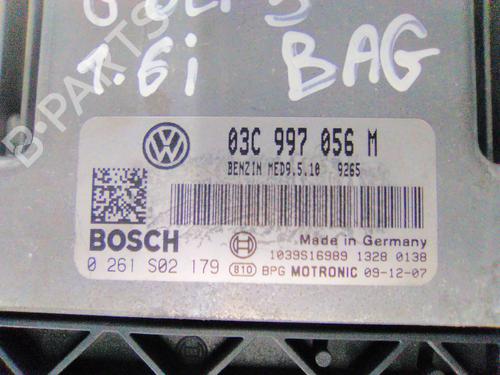 GOLF 5
1.6i BAG
B-PARTS
03C 997 056 M
BENZIN MED9.5.10 9265
BOSCH
Made in Germany
1039S16989 1328 0138
0 261 S02 179 810 BPG MOTRONIC 09-12-07